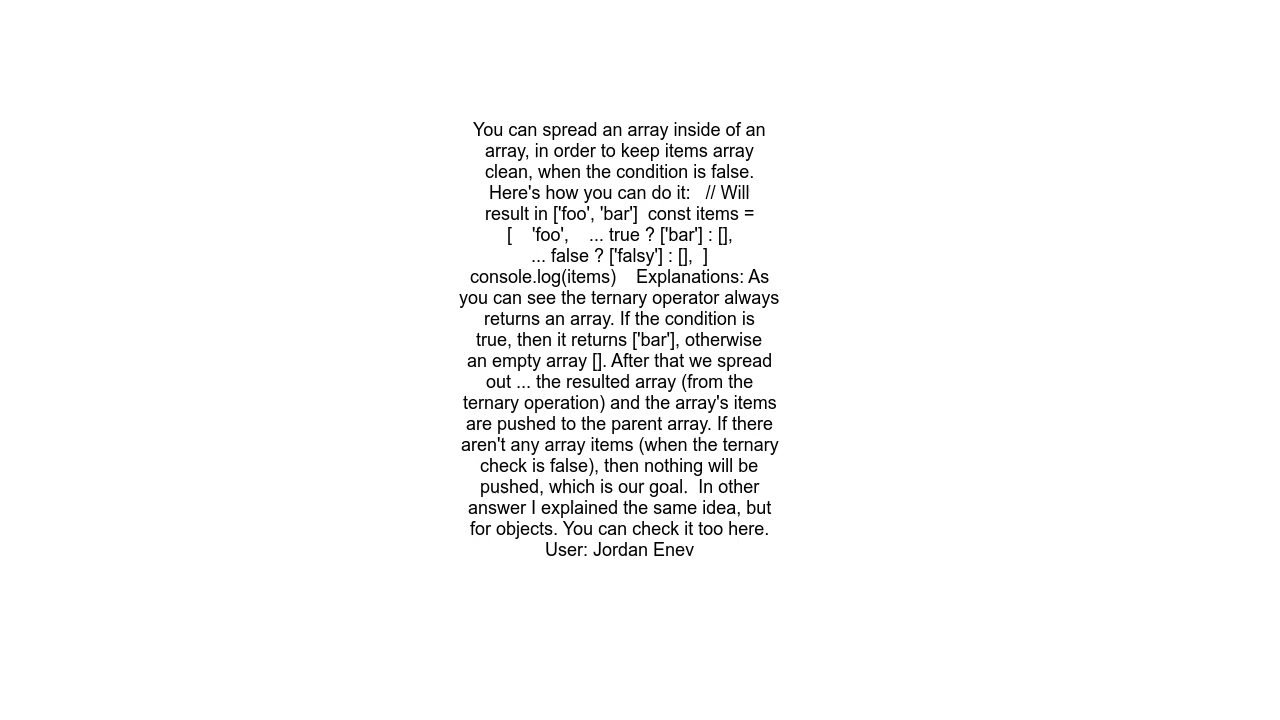 You can spread an array inside of an
array, in order to keep items array
clean, when the condition is false.
Here's how you can do it:   // Will
result in ['foo', 'bar']  const items =
[    'foo',    ... true ? ['bar'] : [],
... false ? ['falsy'] : [],  ]
console.log(items)    Explanations: As
you can see the ternary operator always
returns an array. If the condition is
true, then it returns ['bar'], otherwise
an empty array []. After that we spread
out ... the resulted array (from the
ternary operation) and the array's items
are pushed to the parent array. If there
aren't any array items (when the ternary
check is false), then nothing will be
pushed, which is our goal.  In other
answer I explained the same idea, but
for objects. You can check it too here.
User: Jordan Enev